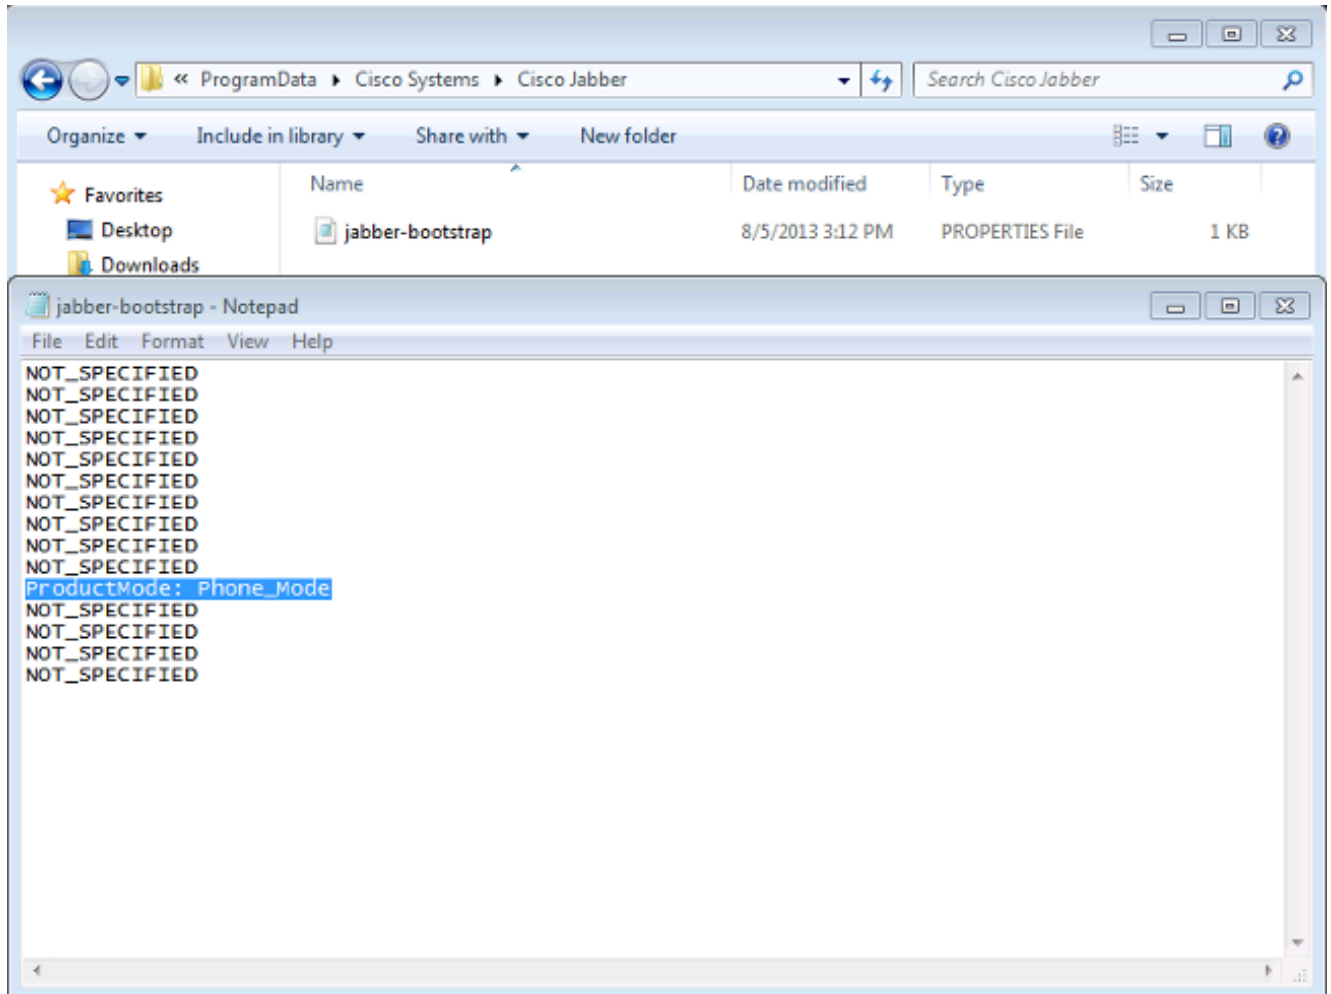 « ProgramData Cisco Systems Cisco Jabber Search Cisco Jabber
Organize Include in library Share with New folder
Name Date modified Type Size
Favorites
Desktop jabber-bootstrap 8/5/2013 3:12 PM PROPERTIES File 1 KB
Downloads
jabber-bootstrap - Notepad
File Edit Format View Help
NOT_SPECIFIED
NOT_SPECIFIED
NOT_SPECIFIED
NOT_SPECIFIED
NOT_SPECIFIED
NOT_SPECIFIED
NOT_SPECIFIED
NOT_SPECIFIED
NOT_SPECIFIED
NOT_SPECIFIED
ProductMode: Phone_Mode
NOT_SPECIFIED
NOT_SPECIFIED
NOT_SPECIFIED
NOT_SPECIFIED